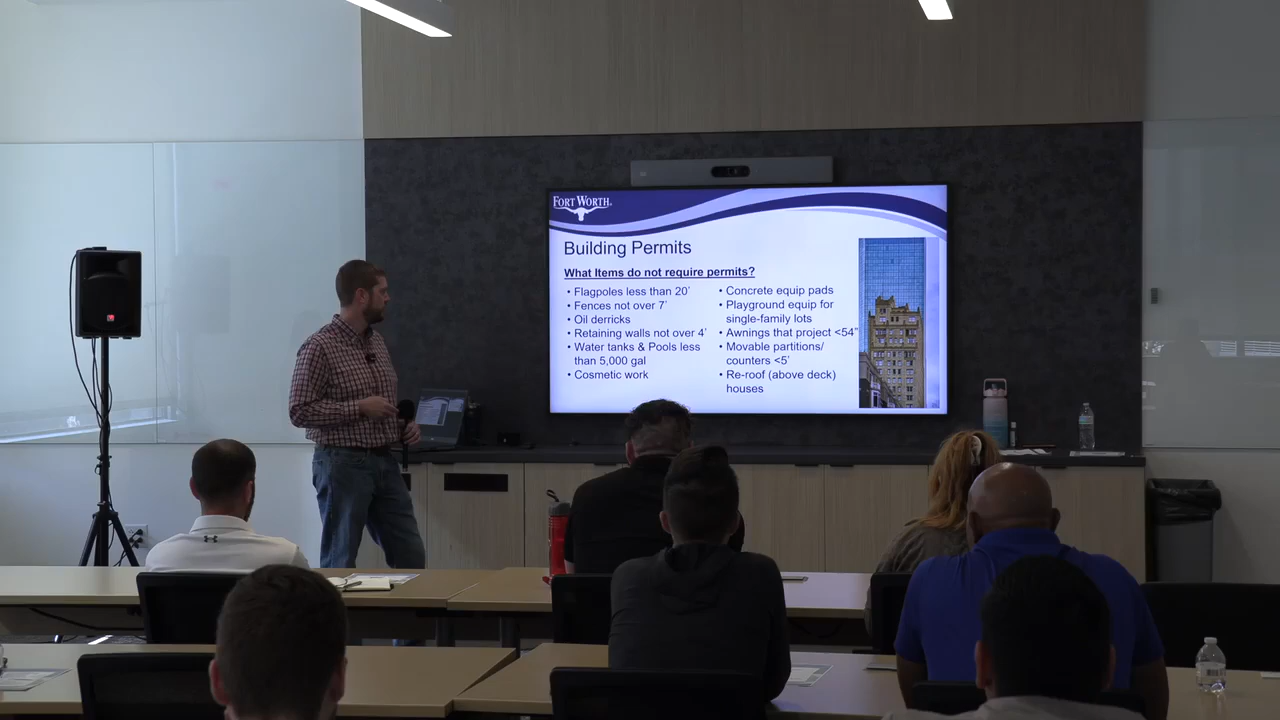 FORT WORTH
Building Permits
What Items do not require permits?
• Flagpoles less than 20'
• Fences not over 7'
• Oil derricks
• Retaining walls not over 4'
• Water tanks & Pools less
than 5,000 gal
• Cosmetic work
• Concrete equip pads
• Playground equip for
single-family lots
• Awnings that project <54"
• Movable partitions/
counters <5'
• Re-roof (above deck)
houses